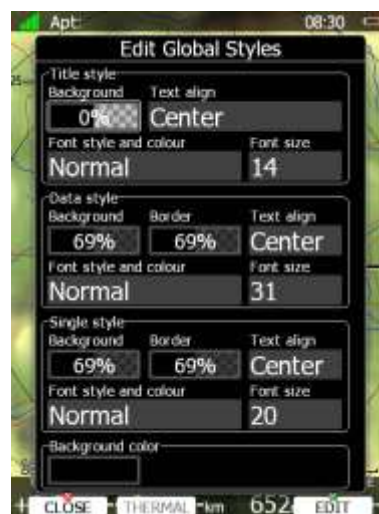 Apt: 08:30
Edit Global Styles
Title style
Background Text align
0% Center
Font style and colour Font size
Normal 14
Data style
Background Border Text align
69% 69% Center
Font style and colour Font size
Normal 31
Single style
Background Border Text align
69% 69% Center
Font style and colour Font size
Normal 20
Background color
CLOSE THERMAL km 652 EDIT